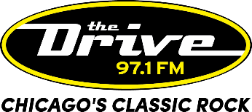 the
Drive
97.1 FM
CHICAGO'S CLASSIC ROCK